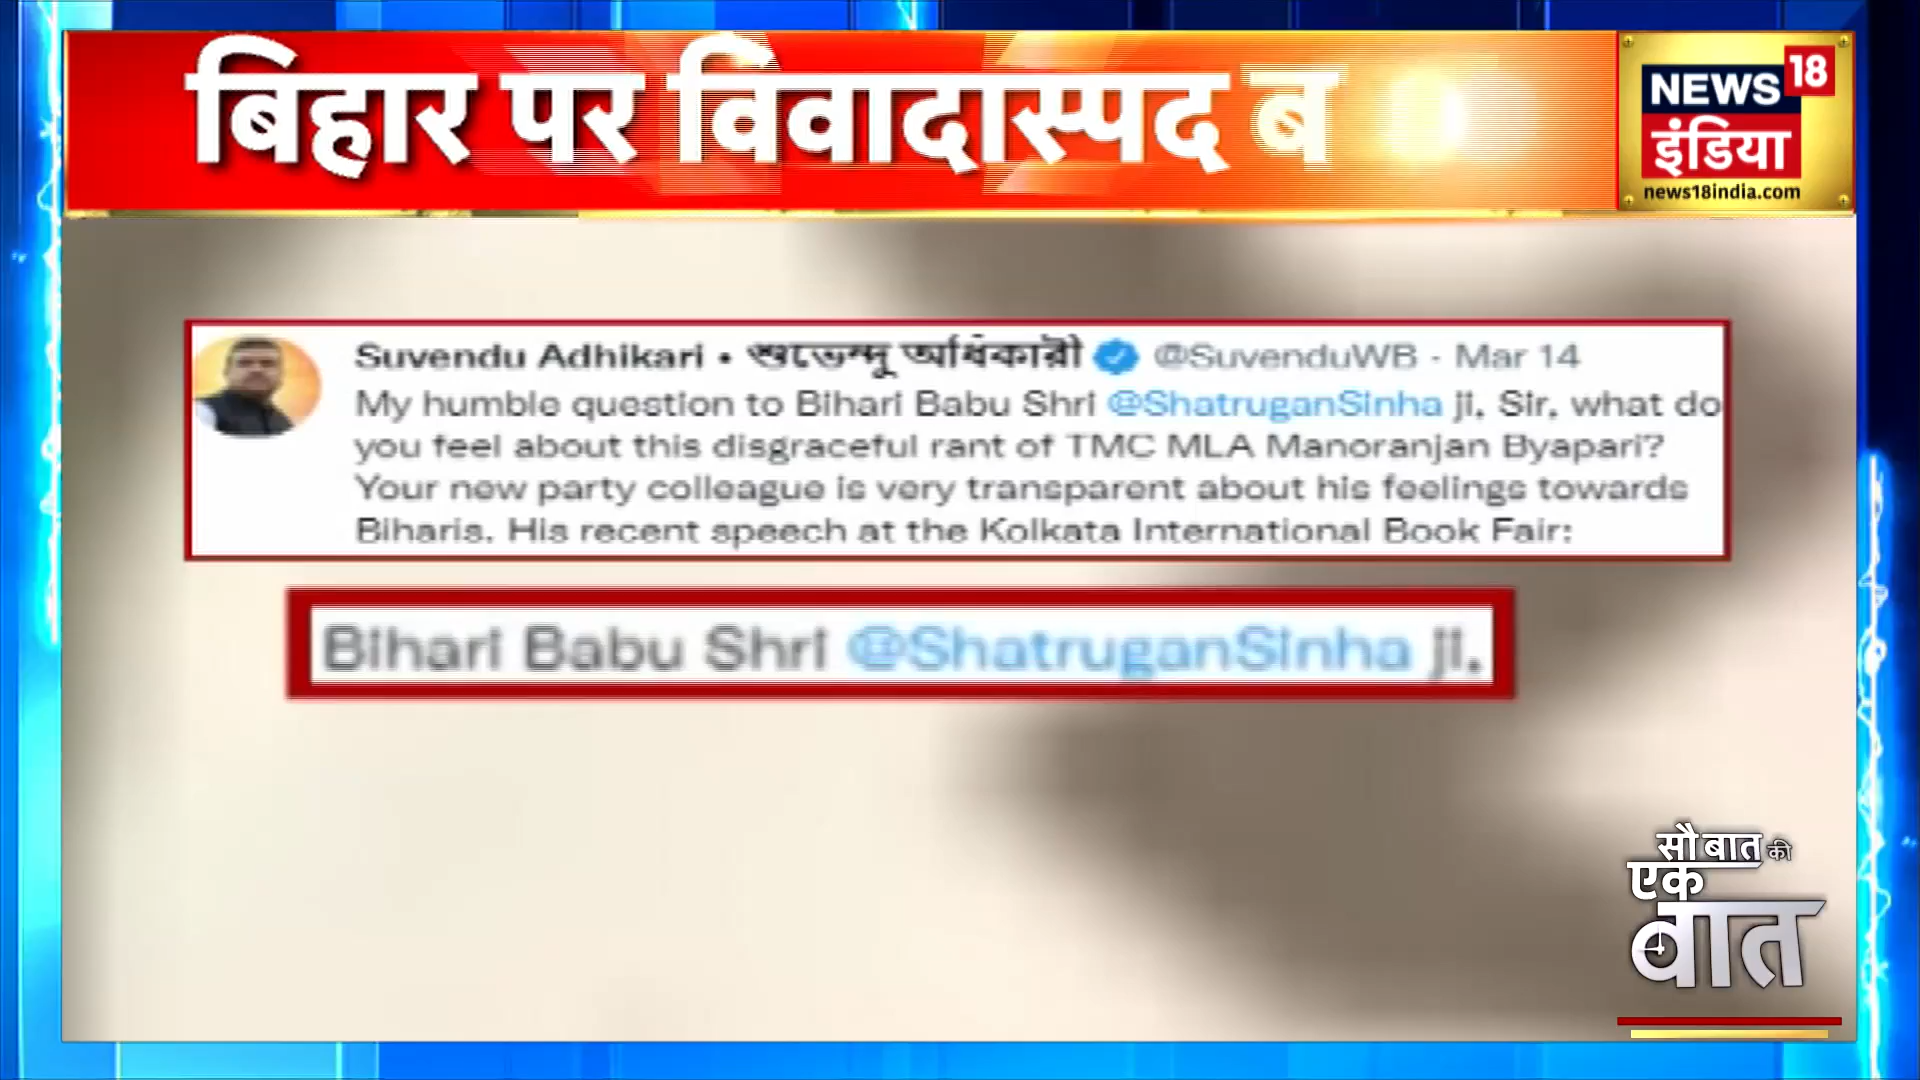 बिहार पर विवादास्पद ब
NEWS 18
इंडिया
news18india.com
Suvendu Adhikari • শুভেন্দু অধিকারী @SuvenduWB · Mar 14
My humble question to Bihari Babu Shri @ShatruganSinha ji, Sir, what do
you feel about this disgraceful rant of TMC MLA Manoranjan Byapari?
Your new party colleague is very transparent about his feelings towards
Biharis. His recent speech at the Kolkata International Book Fair:
Bihari Babu Shri @ShatruganSinha ji,
सौ बात की
एक
बात